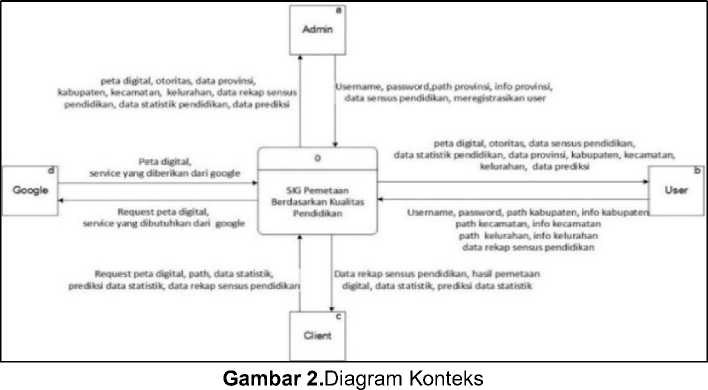 a
Admin
peta digital, otoritas, data provinsi,
kabupaten, kecamatan, kelurahan, data rekap sensus
pendidikan, data statistik pendidikan, data prediksi
Username, password,path provinsi, info provinsi,
data sensus pendidikan, meregistrasikan user
d
Google
Peta digital,
service yang diberikan dari google
Request peta digital,
service yang dibutuhkan dari google
0
SIG Pemetaan
Berdasarkan Kualitas
Pendidikan
peta digital, otoritas, data sensus pendidikan,
data statistik pendidikan, data provinsi, kabupaten, kecamatan,
kelurahan, data prediksi
b
User
Username, password, path kabupaten, info kabupaten
path kecamatan, info kecamatan
path kelurahan, info kelurahan
data rekap sensus pendidikan
Request peta digital, path, data statistik,
prediksi data statistik, data rekap sensus pendidikan
Data rekap sensus pendidikan, hasil pemetaan
digital, data statistik, prediksi data statistik
c
Client
Gambar 2.Diagram Konteks